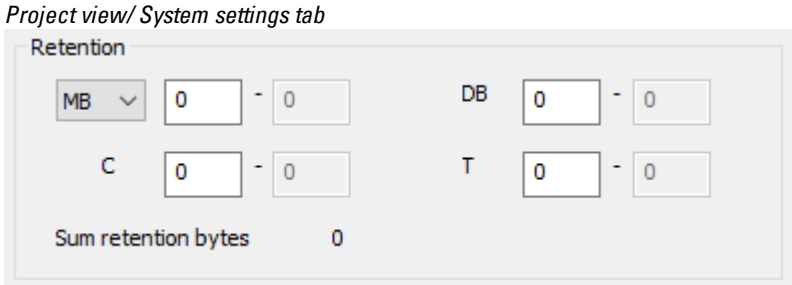 Project view/ System settings tab
Retention
MB 0 - 0 DB 0 - 0
C 0 - 0 T 0 - 0
Sum retention bytes 0